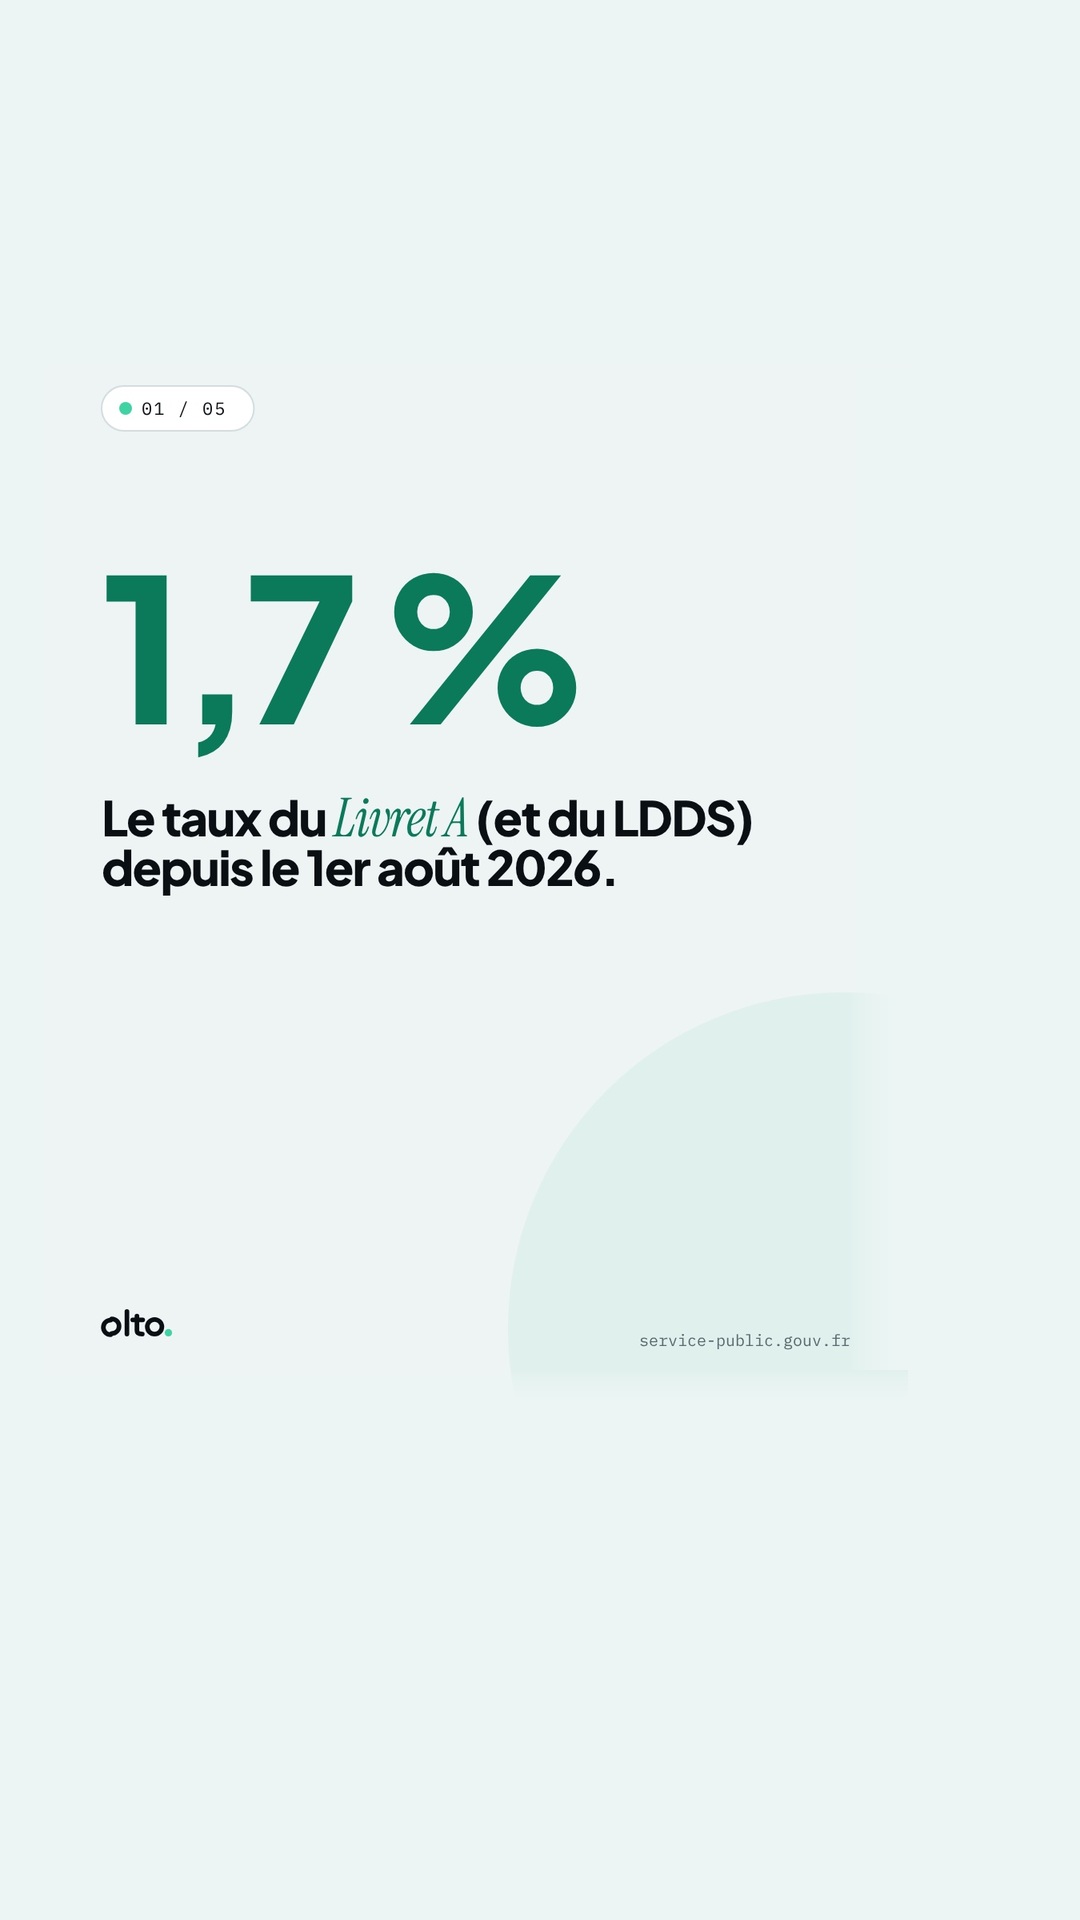 01 / 05
1,7 %
Le taux du Livret A (et du LDDS)
depuis le 1er août 2026.
olto.
service-public.gouv.fr